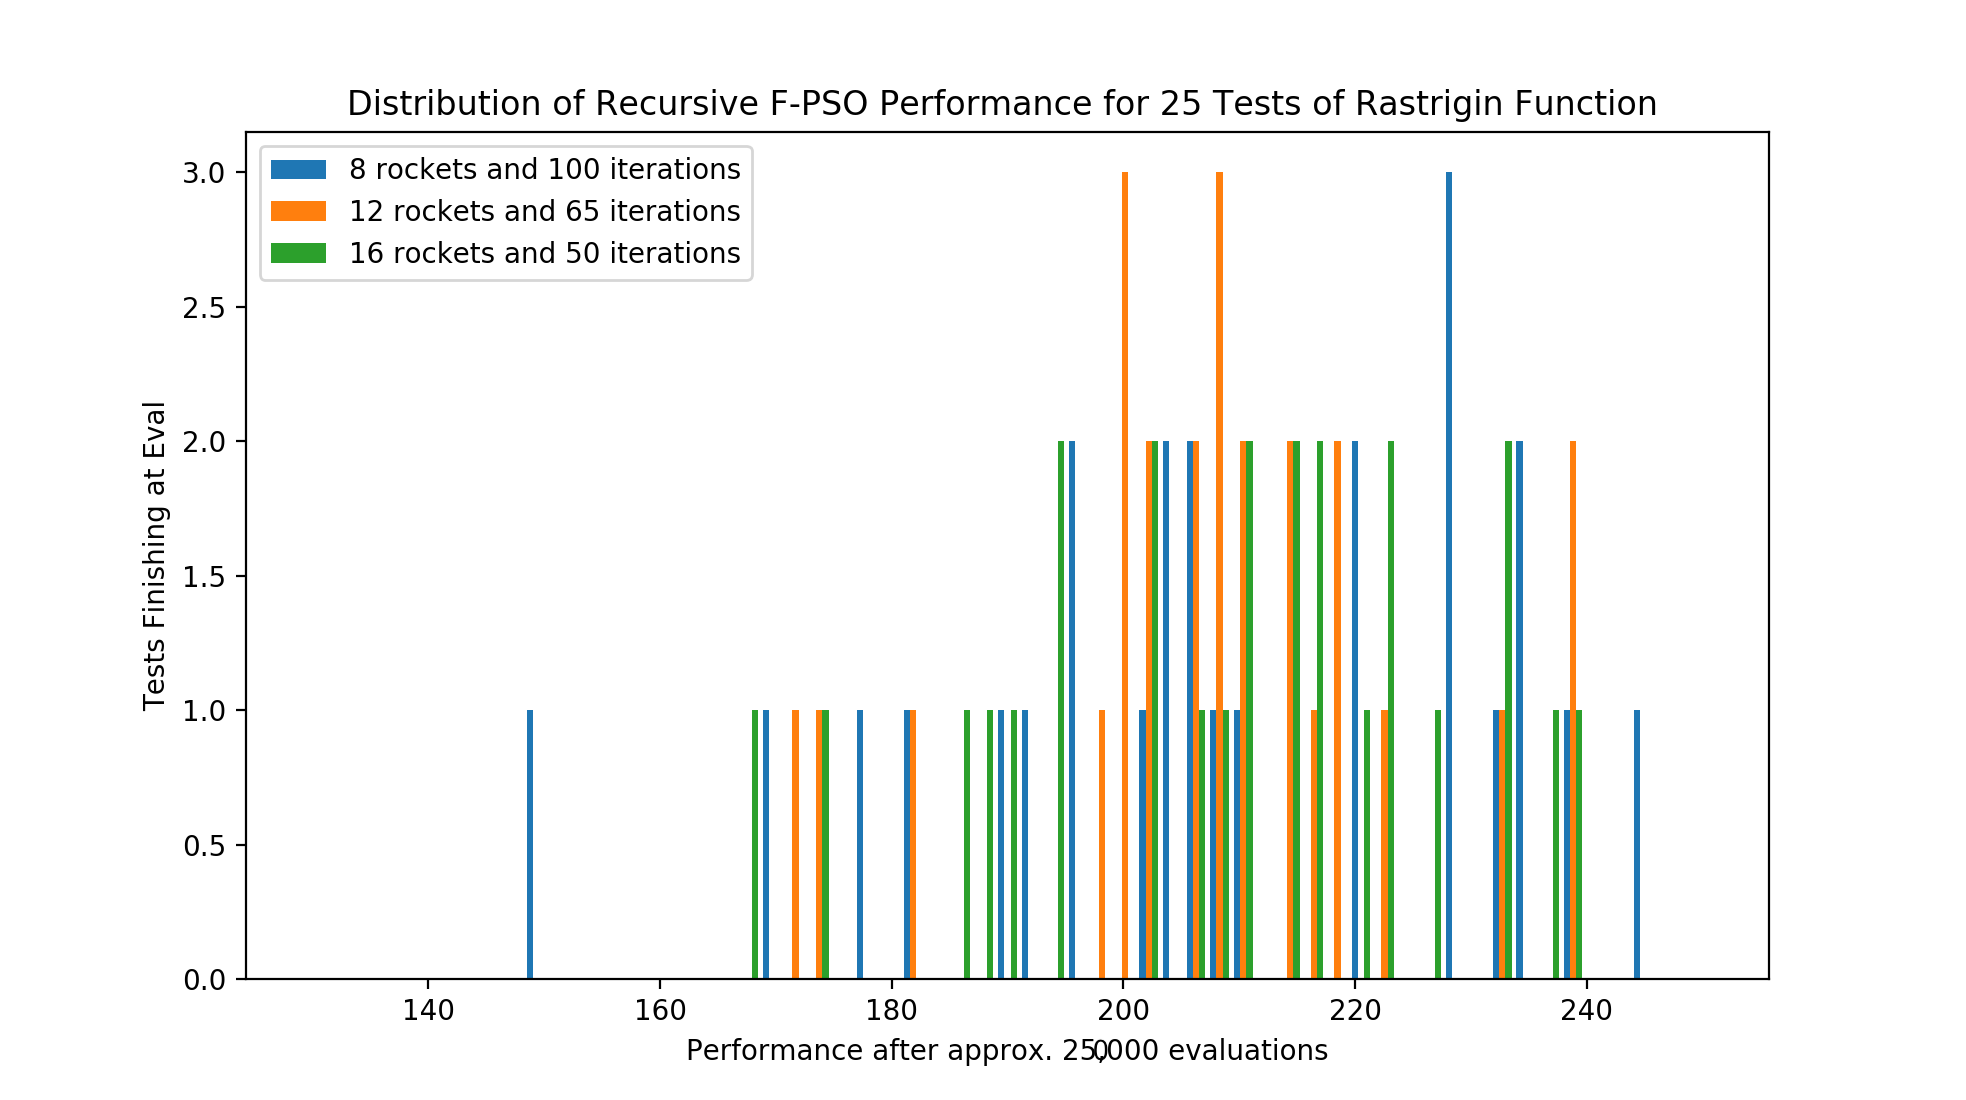 Distribution of Recursive F-PSO Performance for 25 Tests of Rastrigin Function
8 rockets and 100 iterations
12 rockets and 65 iterations
16 rockets and 50 iterations
Tests Finishing at Eval
3.0
2.5
2.0
1.5
1.0
0.5
0.0
140 160 180 200 220 240
Performance after approx. 25,000 evaluations
0